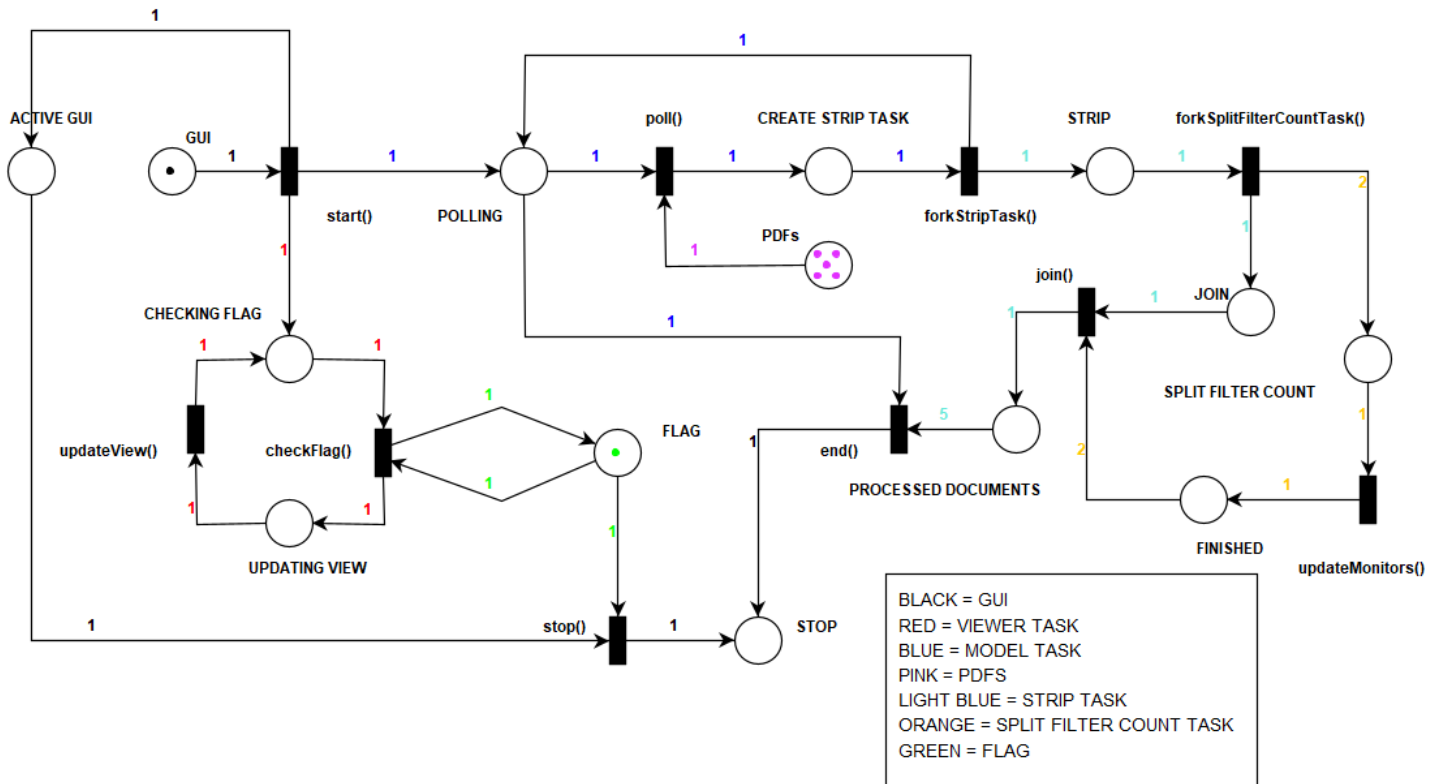 1
1
ACTIVE GUI
GUI
poll()
CREATE STRIP TASK
STRIP
forkSplitFilterCountTask()
1
1
1
1
1
1
2
start()
POLLING
forkStripTask()
PDFs
1
1
1
join()
JOIN
1
CHECKING FLAG
1
1
1
1
SPLIT FILTER COUNT
1
1
FLAG
5
1
updateView()
checkFlag()
1
end()
2
1
PROCESSED DOCUMENTS
1
1
1
1
FINISHED
UPDATING VIEW
updateMonitors()
1
stop()
1
STOP
BLACK = GUI
RED = VIEWER TASK
BLUE = MODEL TASK
PINK = PDFS
LIGHT BLUE = STRIP TASK
ORANGE = SPLIT FILTER COUNT TASK
GREEN = FLAG